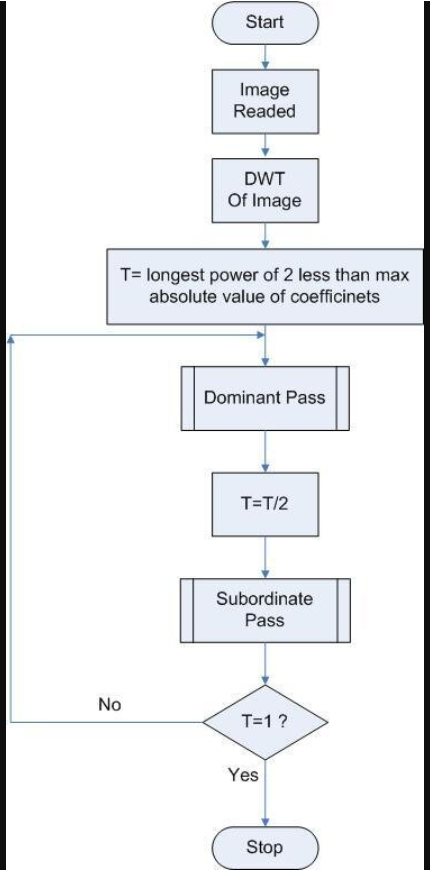 Start
Image
Readed
DWT
Of Image
T= longest power of 2 less than max
absolute value of coefficinets
Dominant Pass
T=T/2
Subordinate
Pass
No
T=1 ?
Yes
Stop